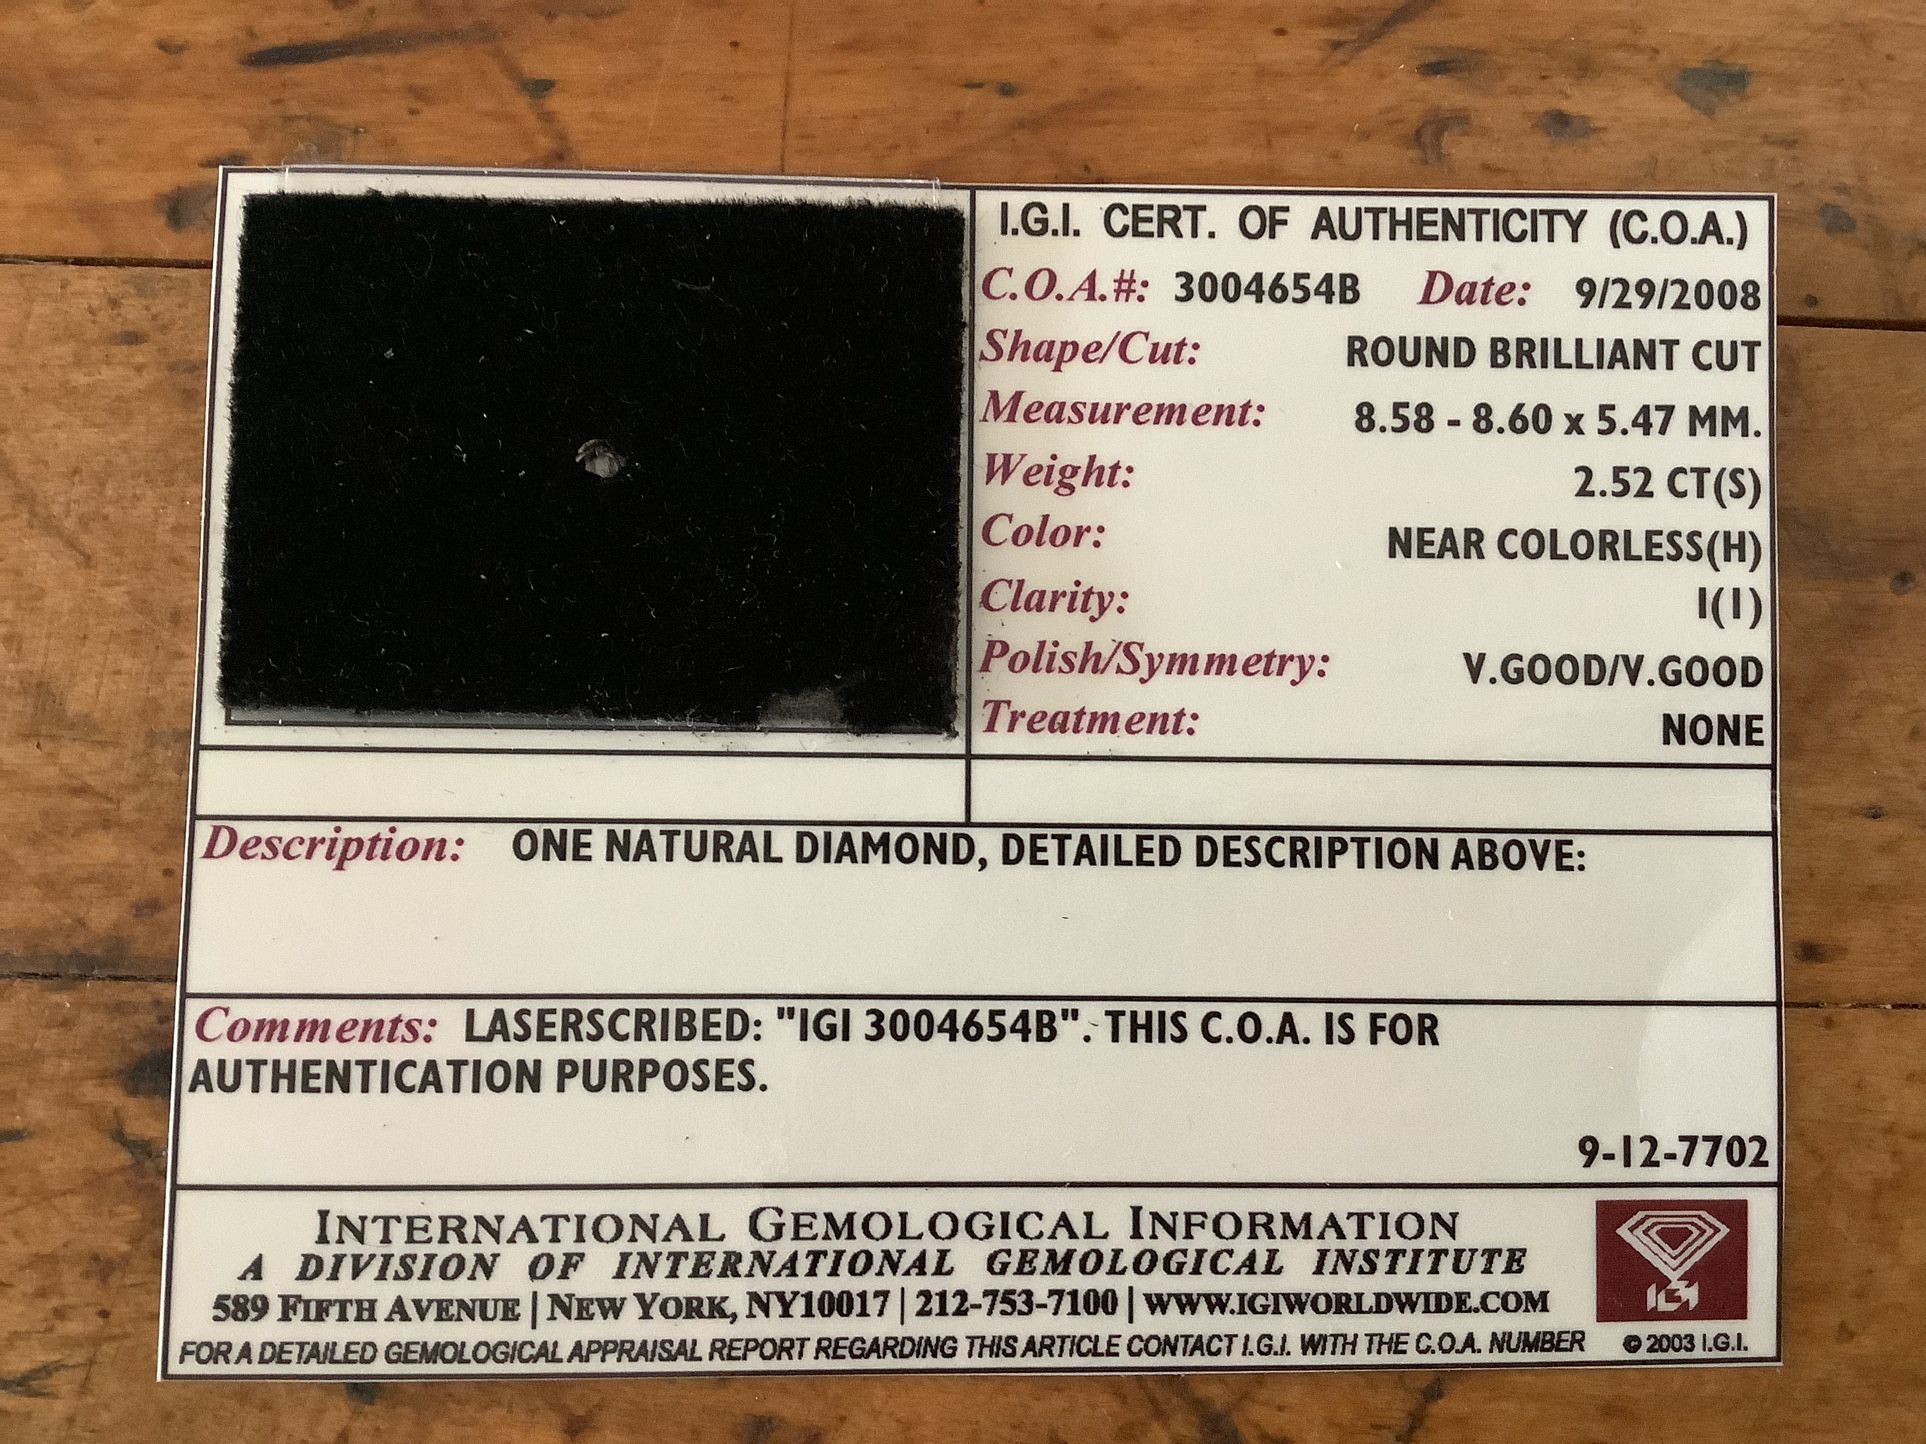 I.G.I. CERT. OF AUTHENTICITY (C.O.A.)
C.O.A.#: 3004654B Date: 9/29/2008
Shape/Cut: ROUND BRILLIANT CUT
Measurement: 8.58 - 8.60 x 5.47 MM.
Weight: 2.52 CT(S)
Color: NEAR COLORLESS(H)
Clarity: I(1)
Polish/Symmetry: V.GOOD/V.GOOD
Treatment: NONE
Description: ONE NATURAL DIAMOND, DETAILED DESCRIPTION ABOVE:
Comments: LASERSCRIBED: "IGI 3004654B". THIS C.O.A. IS FOR
AUTHENTICATION PURPOSES.
9-12-7702
INTERNATIONAL GEMOLOGICAL INFORMATION
A DIVISION OF INTERNATIONAL GEMOLOGICAL INSTITUTE
589 FIFTH AVENUE | NEW YORK, NY10017 | 212-753-7100 | WWW.IGIWORLDWIDE.COM
FOR A DETAILED GEMOLOGICAL APPRAISAL REPORT REGARDING THIS ARTICLE CONTACT I.G.I. WITH THE C.O.A. NUMBER
IGI
© 2003 I.G.I.